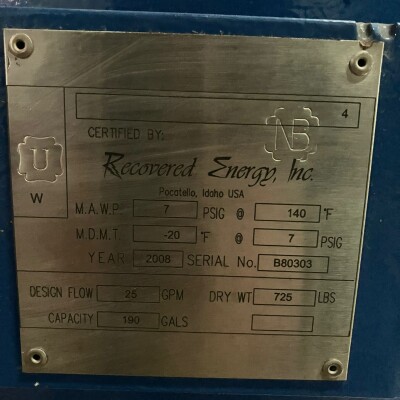 4
CERTIFIED BY: NB
U
W
Recovered Energy, Inc.
Pocatello, Idaho USA
M.A.W.P. 7 PSIG @ 140 °F
M.D.M.T. -20 °F @ 7 PSIG
YEAR 2008 SERIAL No. B80303
DESIGN FLOW 25 GPM DRY WT 725 LBS
CAPACITY 190 GALS